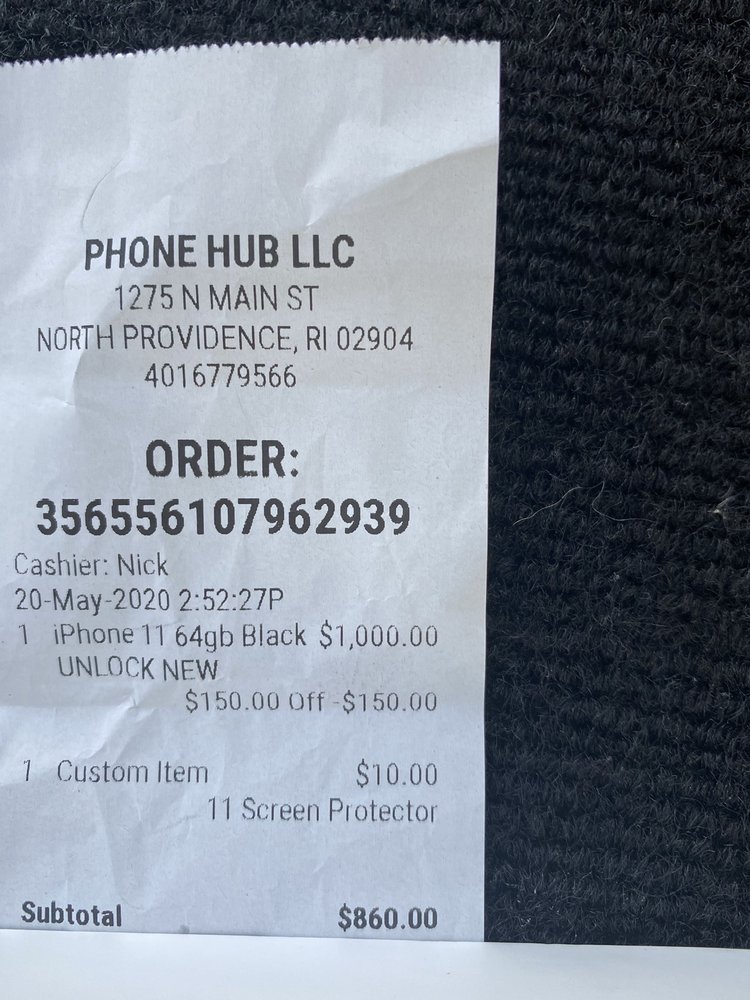 PHONE HUB LLC
1275 N MAIN ST
NORTH PROVIDENCE, RI 02904
4016779566
ORDER:
356556107962939
Cashier: Nick
20-May-2020 2:52:27P
1 iPhone 11 64gb Black $1,000.00
UNLOCK NEW
$150.00 Off -$150.00
1 Custom Item $10.00
11 Screen Protector
Subtotal $860.00